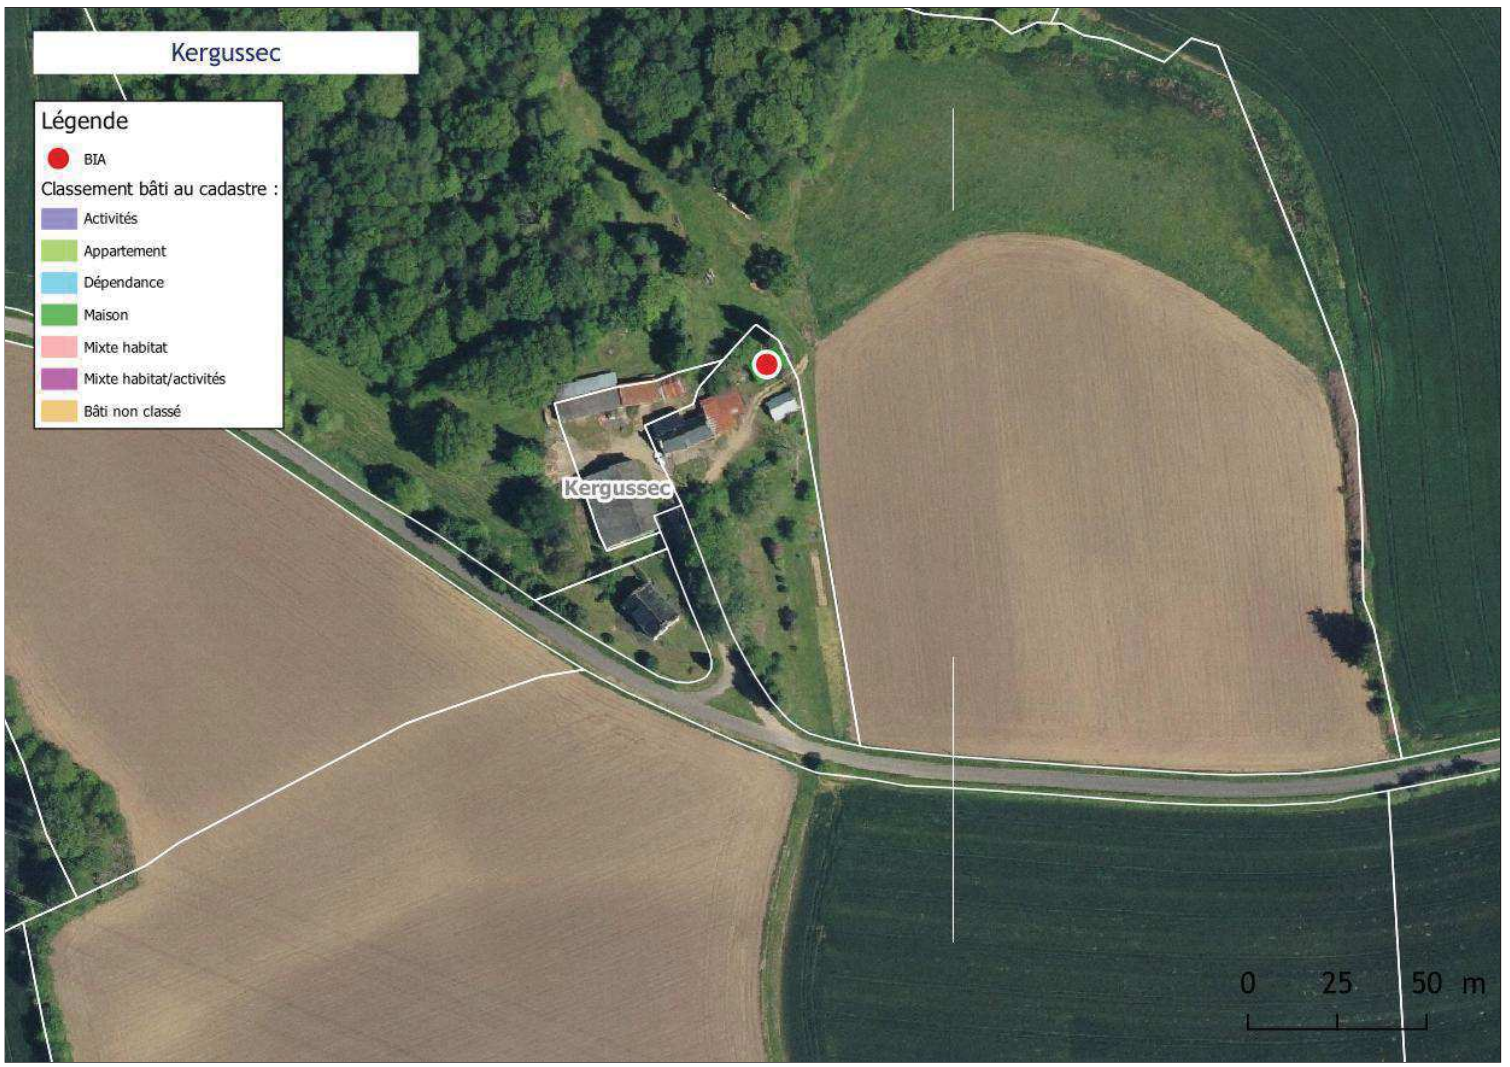 Kergussec
Légende
BIA
Classement bâti au cadastre :
Activités
Appartement
Dépendance
Maison
Mixte habitat
Mixte habitat/activités
Bâti non classé
Kergussec
0 25 50 m